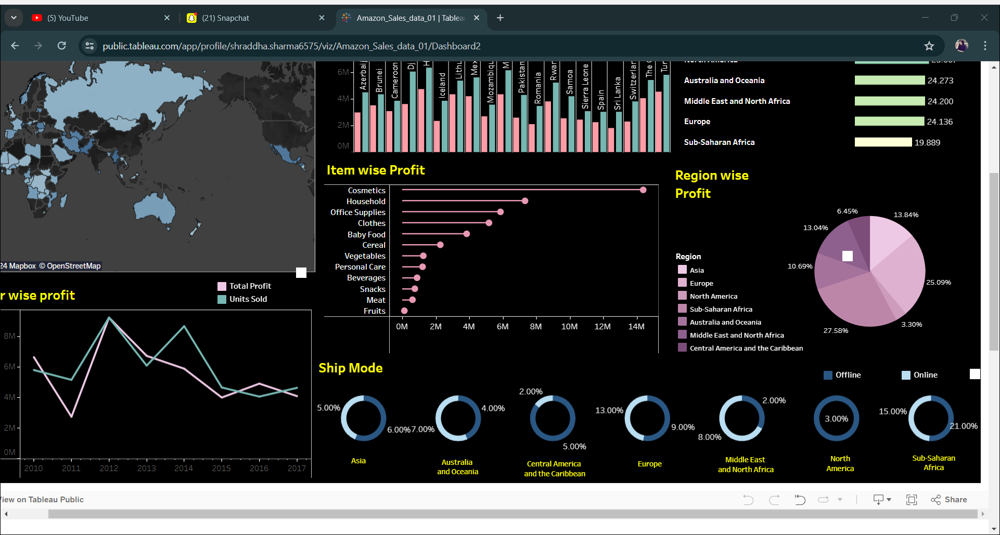 (5) YouTube
(21) Snapchat
Amazon_Sales_data_01 | Tablea
public.tableau.com/app/profile/shraddha.sharma6575/viz/Amazon_Sales_data_01/Dashboard2
24 Mapbox © OpenStreetMap
6M
4M
2M
0M
Azerbaij
Brunei
Cameroon
Dj
H
Iceland
Lithu
Mex
Mozambiqu
M
Pakistan
Romania
Rwan
Samoa
Sierra Leone
Spain
Sri Lanka
Switzerlan
The
Tur
North America
Australia and Oceania 24.273
Middle East and North Africa 24.200
Europe 24.136
Sub-Saharan Africa 19.889
Item wise Profit
Cosmetics
Household
Office Supplies
Clothes
Baby Food
Cereal
Vegetables
Personal Care
Beverages
Snacks
Meat
Fruits
0M 2M 4M 6M 8M 10M 12M 14M
Region wise
Profit
6.45%
13.84%
13.04%
10.69%
25.09%
27.58%
3.30%
Region
Asia
Europe
North America
Sub-Saharan Africa
Australia and Oceania
Middle East and North Africa
Central America and the Caribbean
r wise profit
Total Profit
Units Sold
8M
6M
4M
2M
0M
2010 2011 2012 2013 2014 2015 2016 2017
Ship Mode
Offline
Online
5.00%
6.00%
Asia
7.00%
4.00%
Australia
and Oceania
2.00%
5.00%
Central America
and the Caribbean
13.00%
9.00%
Europe
2.00%
8.00%
Middle East
and North Africa
3.00%
North
America
15.00%
21.00%
Sub-Saharan
Africa
View on Tableau Public
Share